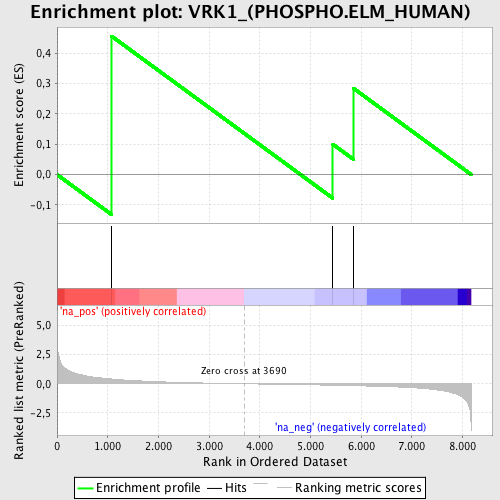 Enrichment plot: VRK1_(PHOSPHO.ELM_HUMAN)
Enrichment score (ES)
0,4
0,3
0,2
0,1
0,0
-0,1
'na_pos' (positively correlated)
Ranked list metric (PreRanked)
5,0
2,5
0,0
-2,5
Zero cross at 3690
'na_neg' (negatively correlated)
0 1.000 2.000 3.000 4.000 5.000 6.000 7.000 8.000
Rank in Ordered Dataset
Enrichment profile Hits Ranking metric scores